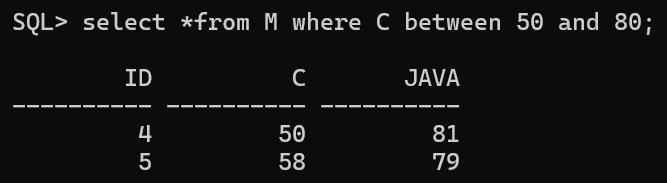 SQL> select *from M where C between 50 and 80;
        ID          C       JAVA
---------- ---------- ----------
         4         50         81
         5         58         79